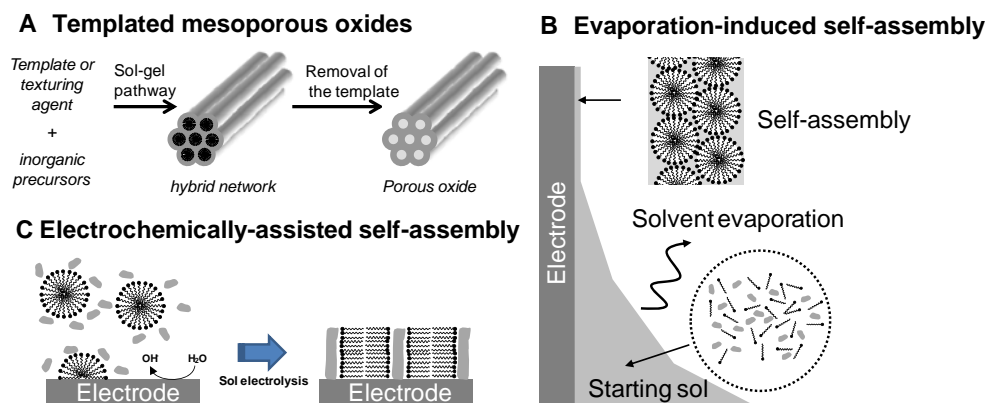 A Templated mesoporous oxides
Template or
texturing
agent
+
inorganic
precursors
Sol-gel
pathway
hybrid network
Removal of
the template
Porous oxide
B Evaporation-induced self-assembly
Electrode
Self-assembly
Solvent evaporation
Starting sol
C Electrochemically-assisted self-assembly
OH
H₂O
Electrode
Sol electrolysis
Electrode